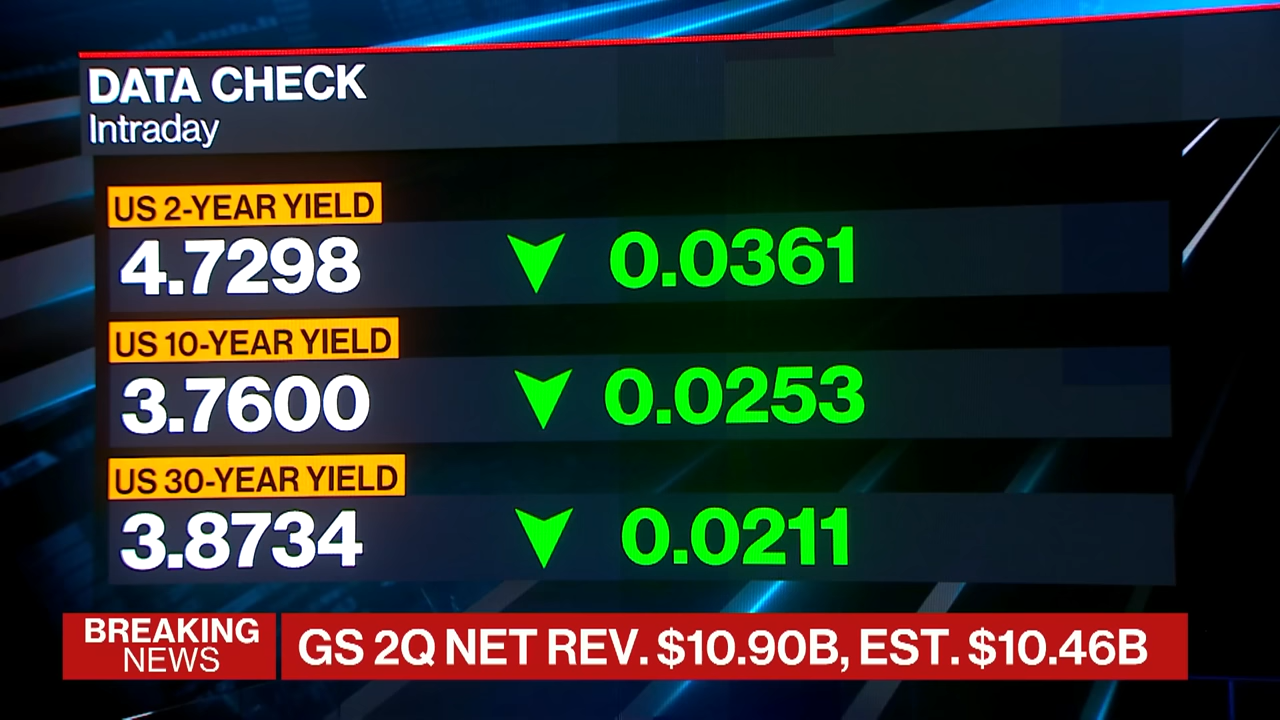 DATA CHECK
Intraday
US 2-YEAR YIELD
4.7298 ▼ 0.0361
US 10-YEAR YIELD
3.7600 ▼ 0.0253
US 30-YEAR YIELD
3.8734 ▼ 0.0211
BREAKING
NEWS
GS 2Q NET REV. $10.90B, EST. $10.46B